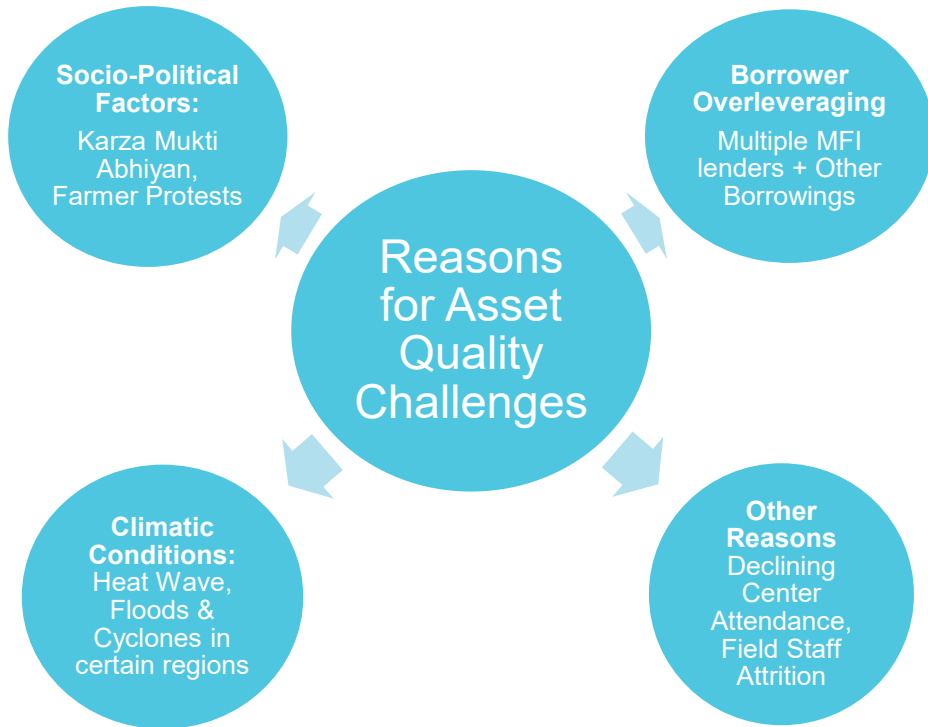 Socio-Political
Factors:
Karza Mukti
Abhiyan,
Farmer Protests
Borrower
Overleveraging
Multiple MFI
lenders + Other
Borrowings
Reasons
for Asset
Quality
Challenges
Climatic
Conditions:
Heat Wave,
Floods &
Cyclones in
certain regions
Other
Reasons
Declining
Center
Attendance,
Field Staff
Attrition